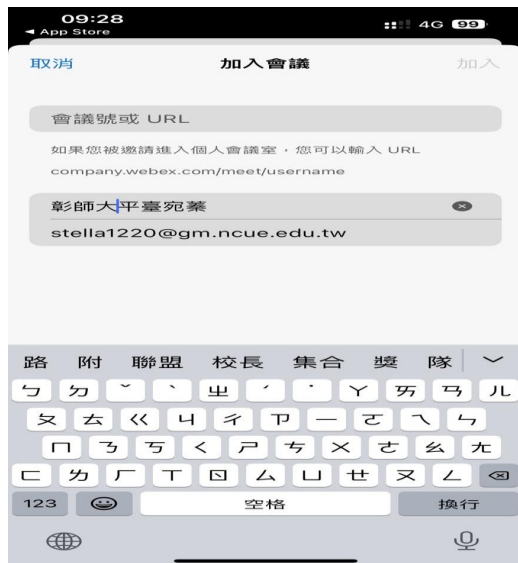 09:28
4G 99
◀ App Store
取消 加入會議 加入
會議號或 URL
如果您被邀請進入個人會議室，您可以輸入 URL
company.webex.com/meet/username
彰師大平臺宛蓁
stella1220@gm.ncue.edu.tw
路 附 聯盟 校長 集合 獎 隊
ㄅ ㄉ ˇ ˋ ㄓ ˊ ˙ ㄚ ㄞ ㄢ ㄦ
ㄆ ㄊ ㄍ ㄐ ㄔ ㄗ ㄧ ㄛ ㄟ ㄣ
ㄇ ㄋ ㄎ ㄑ ㄕ ㄘ ㄨ ㄜ ㄠ ㄤ
ㄈ ㄌ ㄏ ㄒ ㄖ ㄙ ㄩ ㄝ ㄡ ㄥ
123 空格 換行